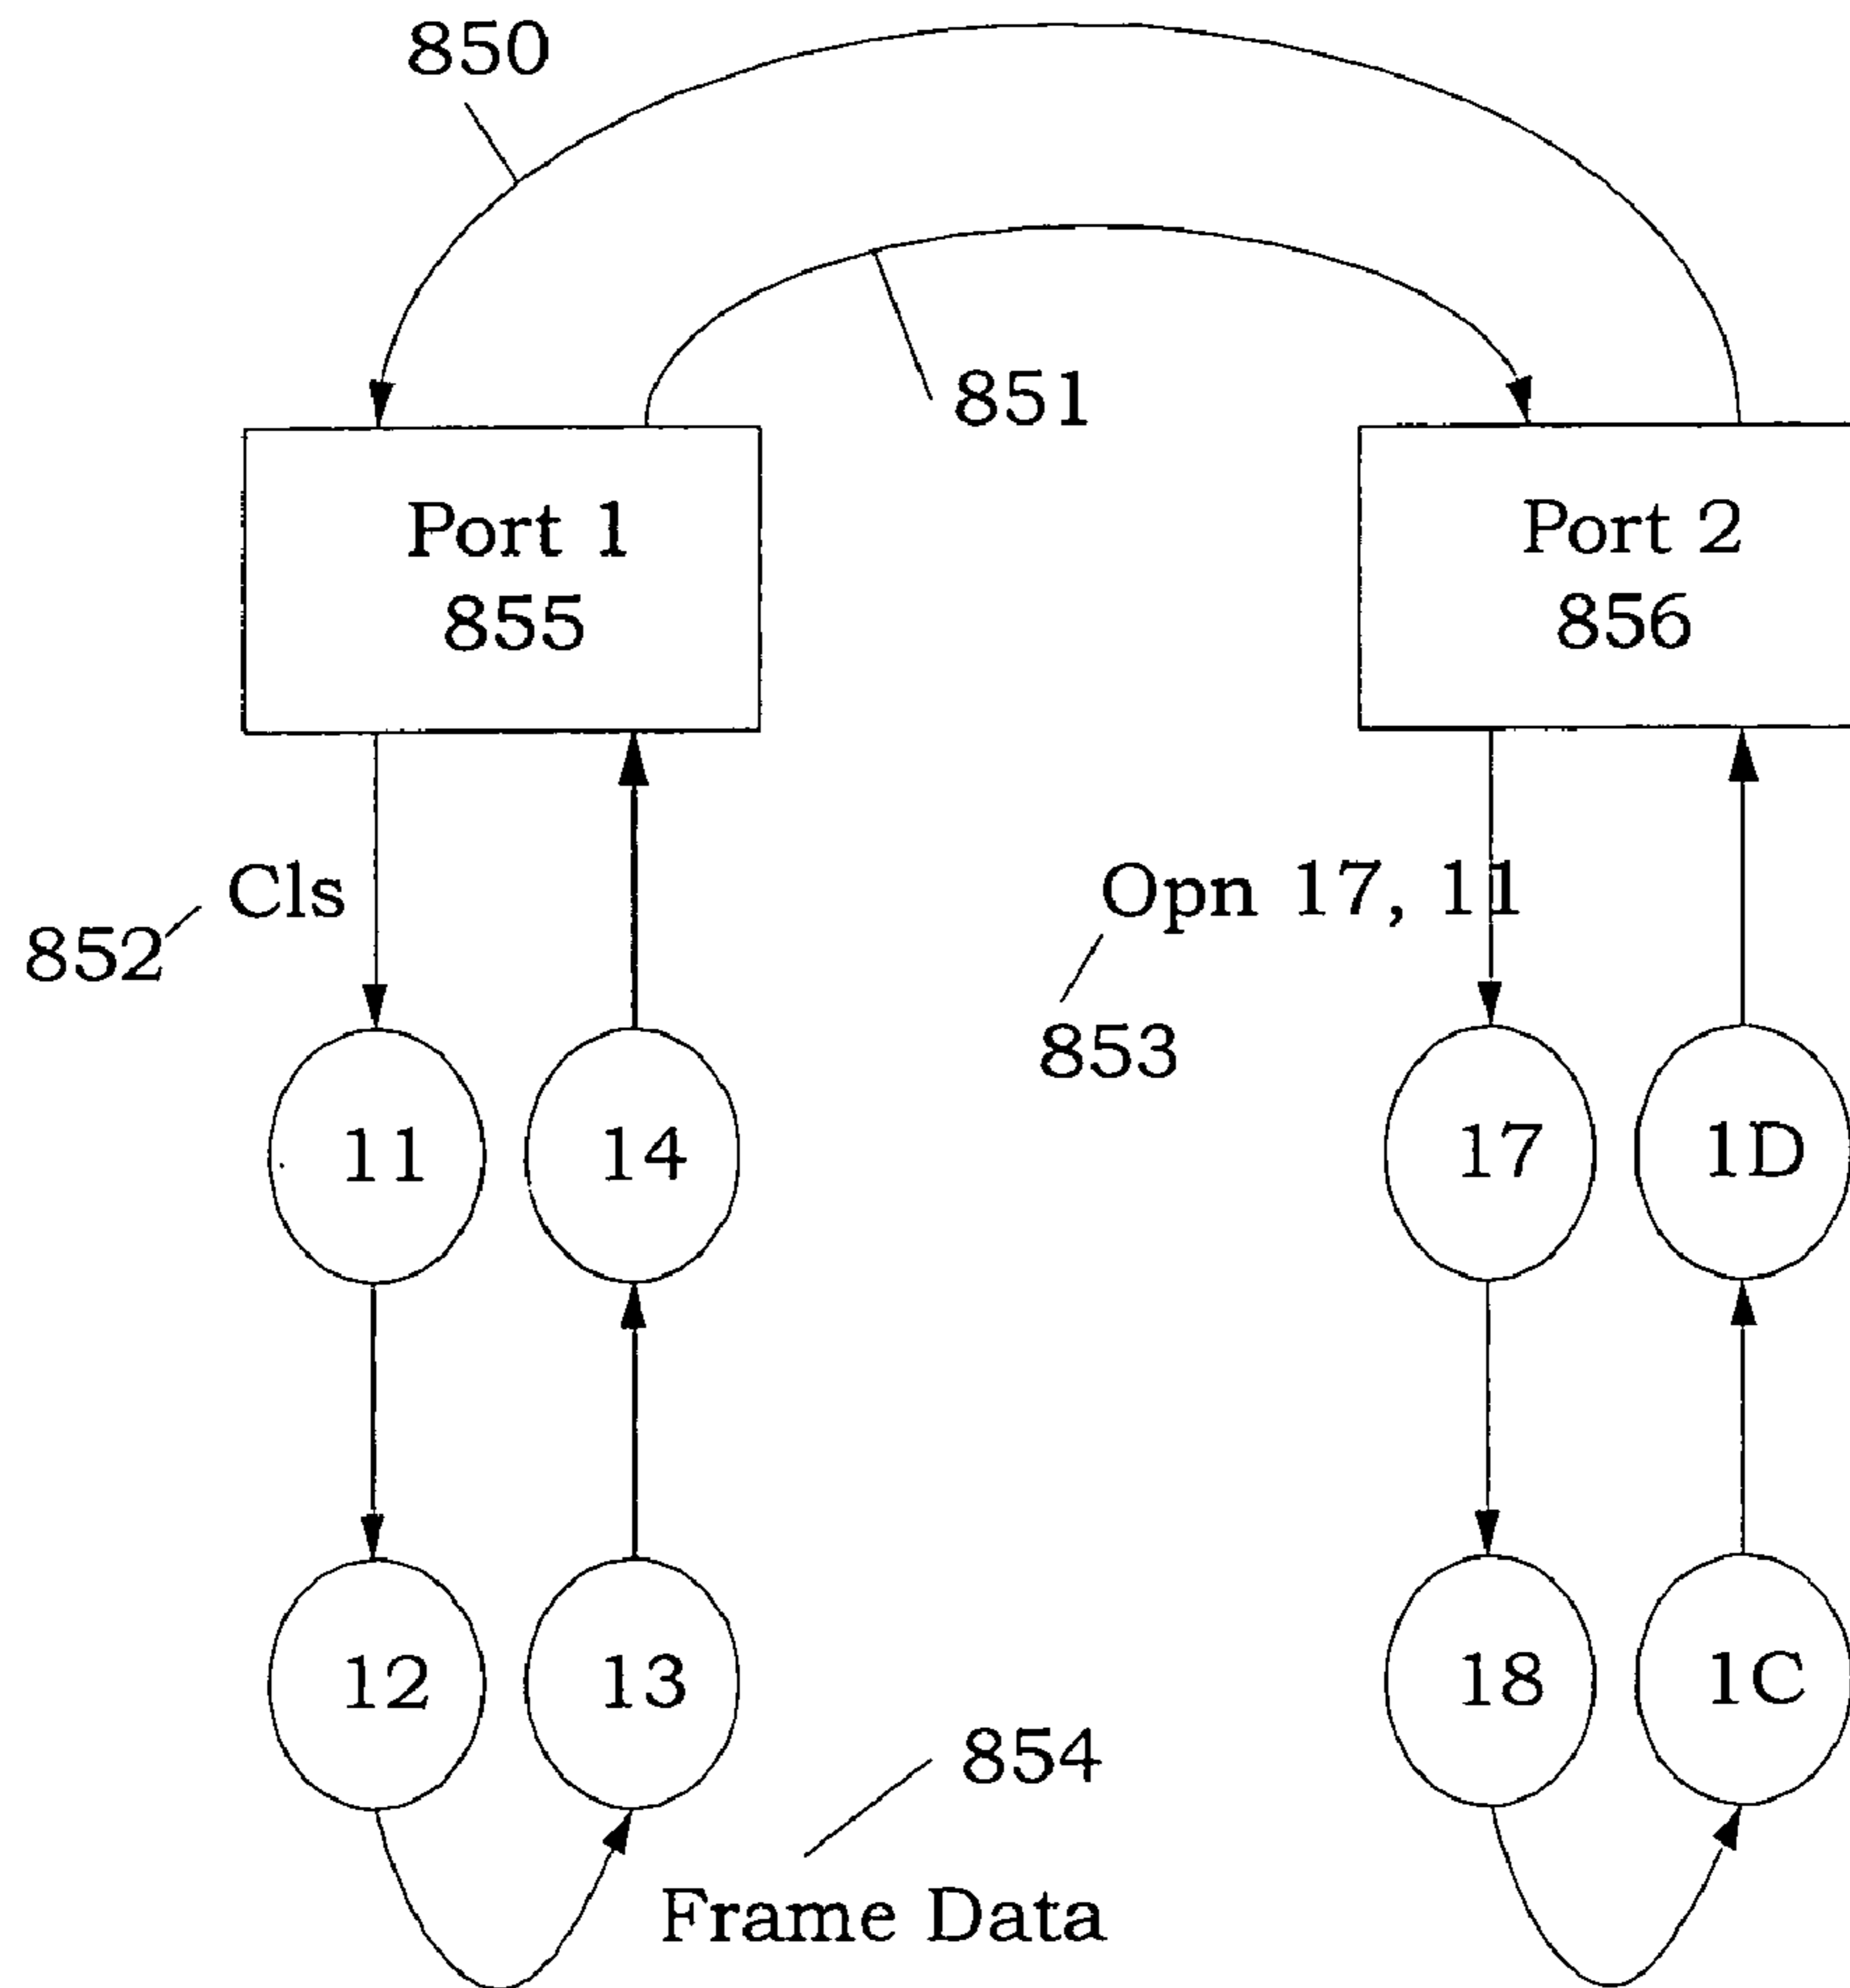 850
851
Port 1
855
Port 2
856
Cls
852
Opn 17, 11
853
11
14
17
1D
12
13
18
1C
854
Frame Data